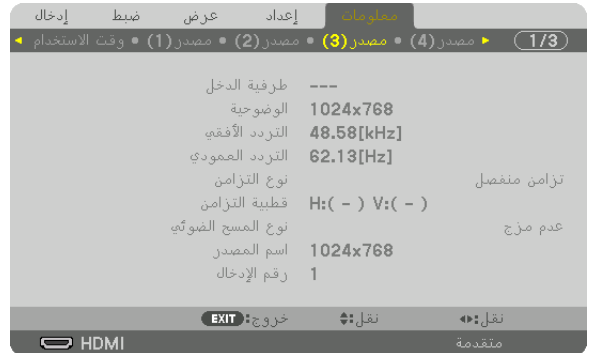 إدخال ضبط عرض إعداد معلومات
◄ وقت الاستخدام • مصدر(1) • مصدر(2) • مصدر(3) • مصدر(4) ► 1/3
طرفية الدخل ---
الوضوحية 1024x768
التردد الأفقي 48.58[kHz]
التردد العمودي 62.13[Hz]
نوع التزامن تزامن منفصل
قطبية التزامن H:( − ) V:( − )
نوع المسح الضوئي عدم مزج
اسم المصدر 1024x768
رقم الإدخال 1
EXIT:خروج نقل:♦ نقل:◄►
HDMI متقدمة